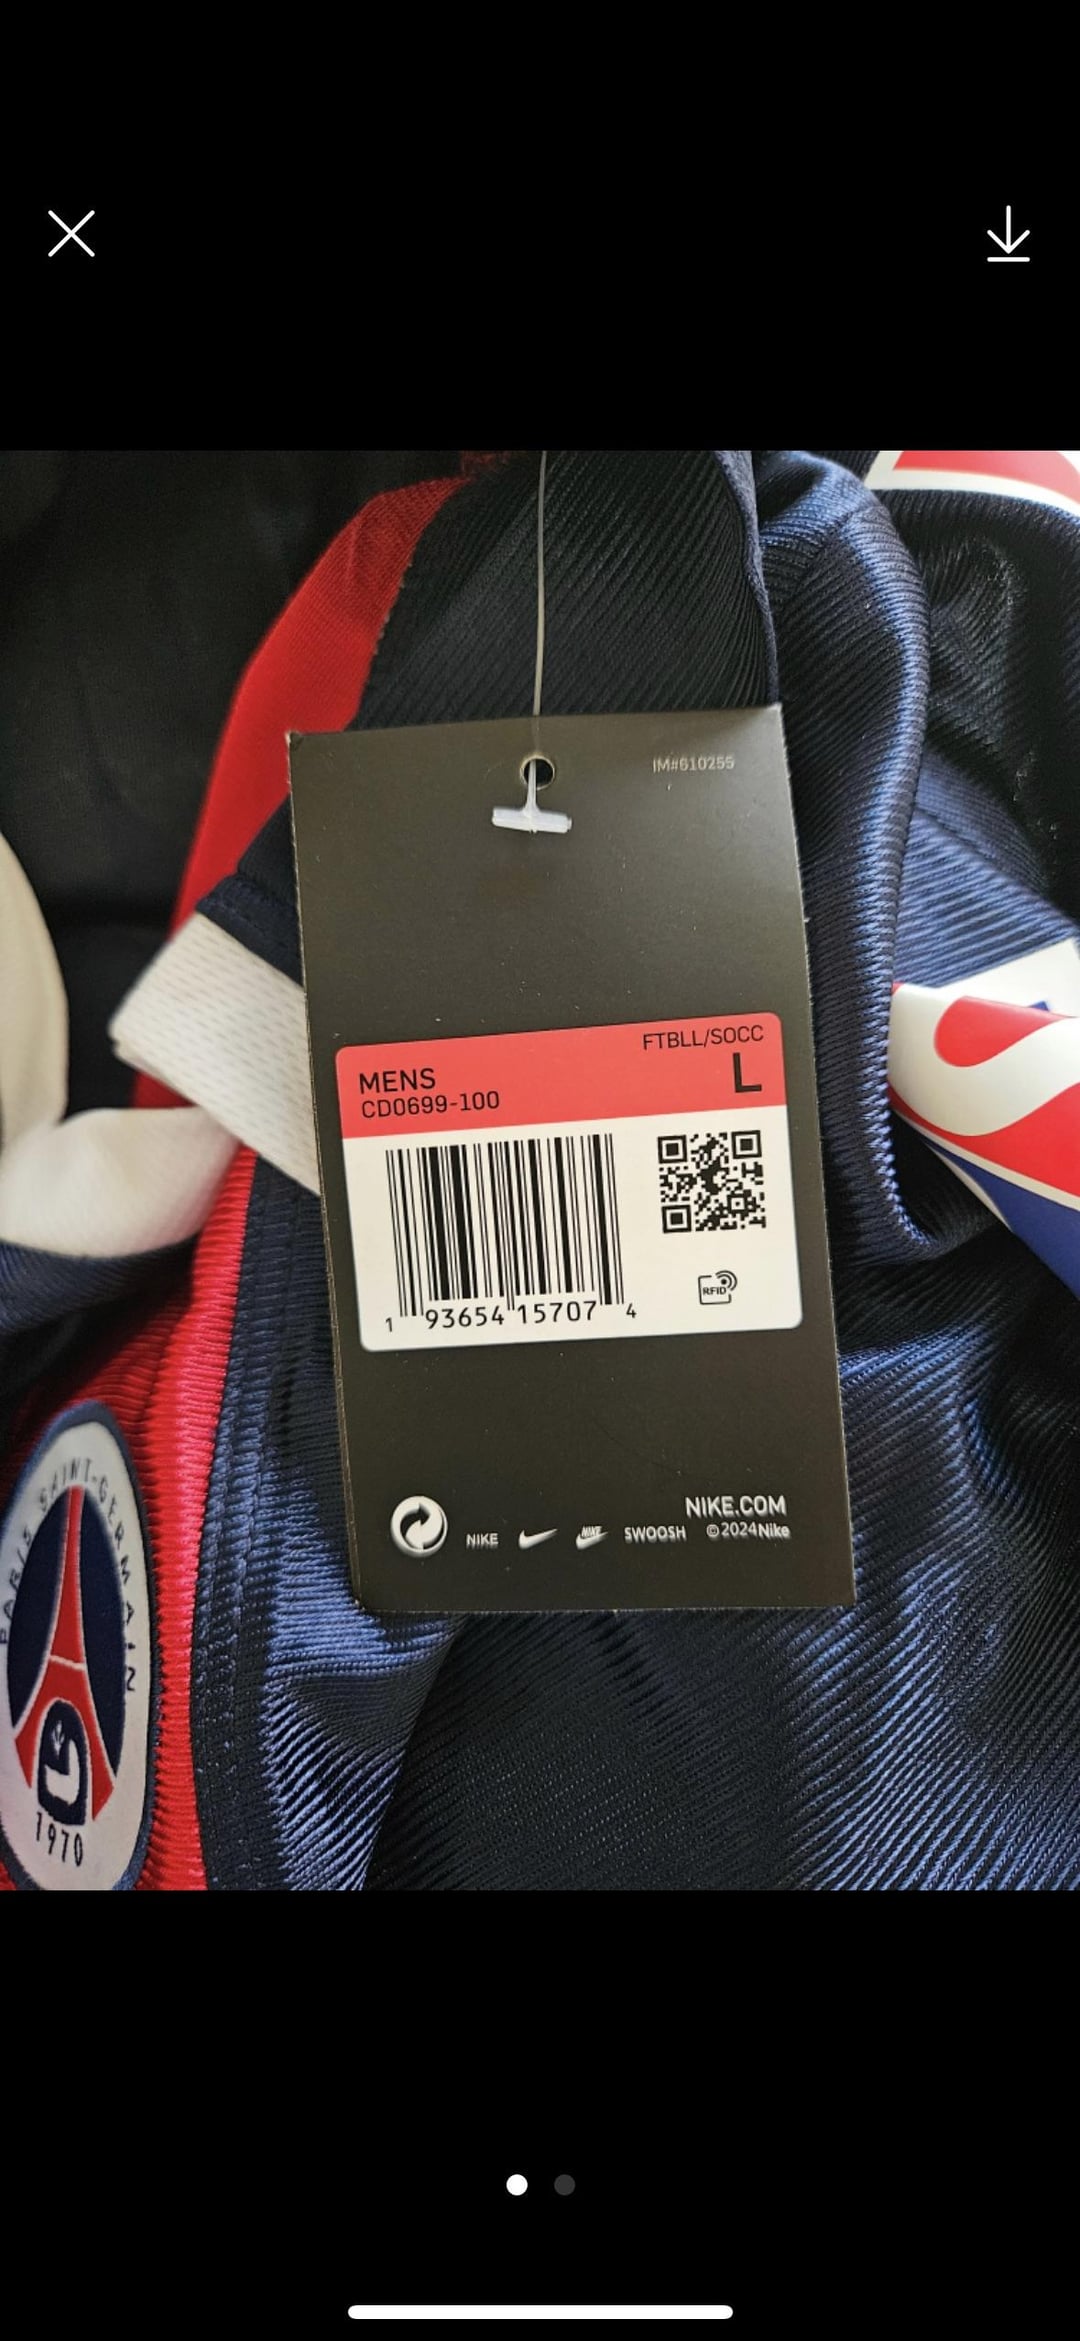 IM#610255
FTBLL/SOCC
MENS
L
CD0699-100
RFID
1 93654 15707 4
NIKE.COM
NIKE NIKE SWOOSH ©2024Nike
PARIS SAINT-GERMAIN
1970